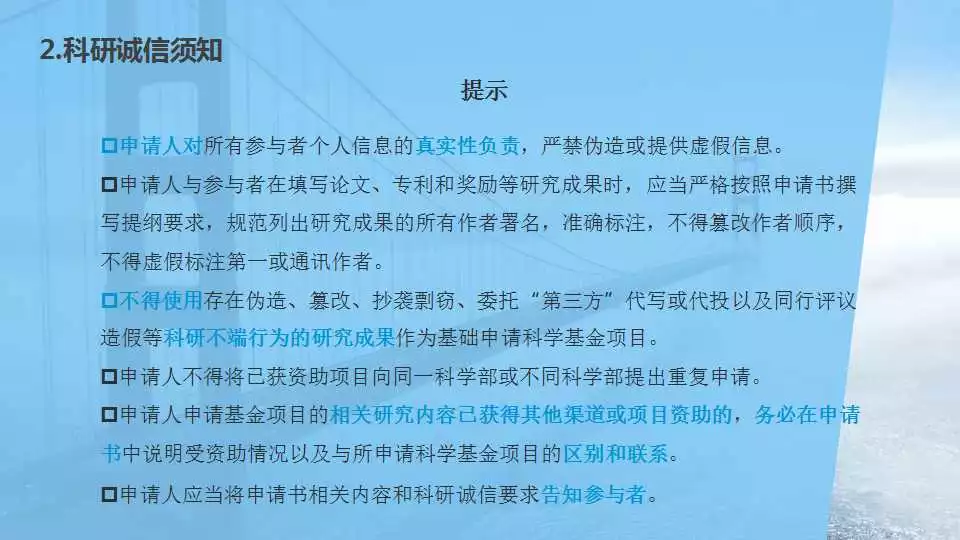 2.科研诚信须知
提示
❑申请人对所有参与者个人信息的真实性负责，严禁伪造或提供虚假信息。
❑申请人与参与者在填写论文、专利和奖励等研究成果时，应当严格按照申请书撰
写提纲要求，规范列出研究成果的所有作者署名，准确标注，不得篡改作者顺序，
不得虚假标注第一或通讯作者。
❑不得使用存在伪造、篡改、抄袭剽窃、委托“第三方”代写或代投以及同行评议
造假等科研不端行为的研究成果作为基础申请科学基金项目。
❑申请人不得将已获资助项目向同一科学部或不同科学部提出重复申请。
❑申请人申请基金项目的相关研究内容已获得其他渠道或项目资助的，务必在申请
书中说明受资助情况以及与所申请科学基金项目的区别和联系。
❑申请人应当将申请书相关内容和科研诚信要求告知参与者。